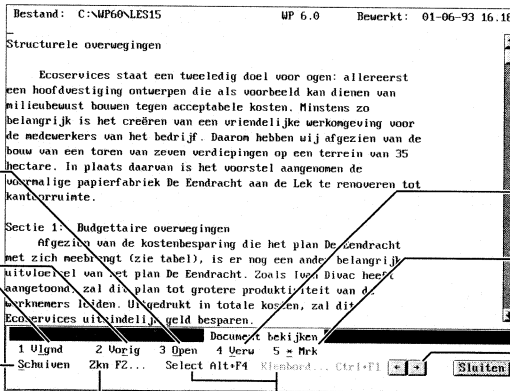 Bestand: C:\WP60\LES15 WP 6.0 Bewerkt: 01-06-93 16.18
Structurele overwegingen
Ecoservices staat een tweeledig doel voor ogen: allereerst
een hoofdvestiging ontwerpen die als voorbeeld kan dienen van
milieubewust bouwen tegen acceptabele kosten. Minstens zo
belangrijk is het creëren van een vriendelijke werkomgeving voor
de medewerkers van het bedrijf. Daarom hebben wij afgezien van de
bouw van een toren van zeven verdiepingen op een terrein van 35
hectare. In plaats daarvan is het voorstel aangenomen de
voormalige papierfabriek De Eendracht aan de Lek te renoveren tot
kantoorruimte.
Sectie 1: Budgettaire overwegingen
Afgezien van de kostenbesparing die het plan De Eendracht
met zich meebrengt (zie tabel), is er nog een ander belangrijk
uitvloeisel van het plan De Eendracht. Zoals Ivan Divac heeft
aangetoond, zal dit plan tot grotere produktiviteit van de
werknemers leiden. Uitgedrukt in totale kosten, zal dit
Ecoservices uiteindelijk geld besparen.
Document bekijken
1 Vlgnd 2 Vorig 3 Open 4 Verw 5 * Mrk
Schuiven Zkn F2... Select Alt+F4 Klembord... Ctrl+F1 ← → Sluiten